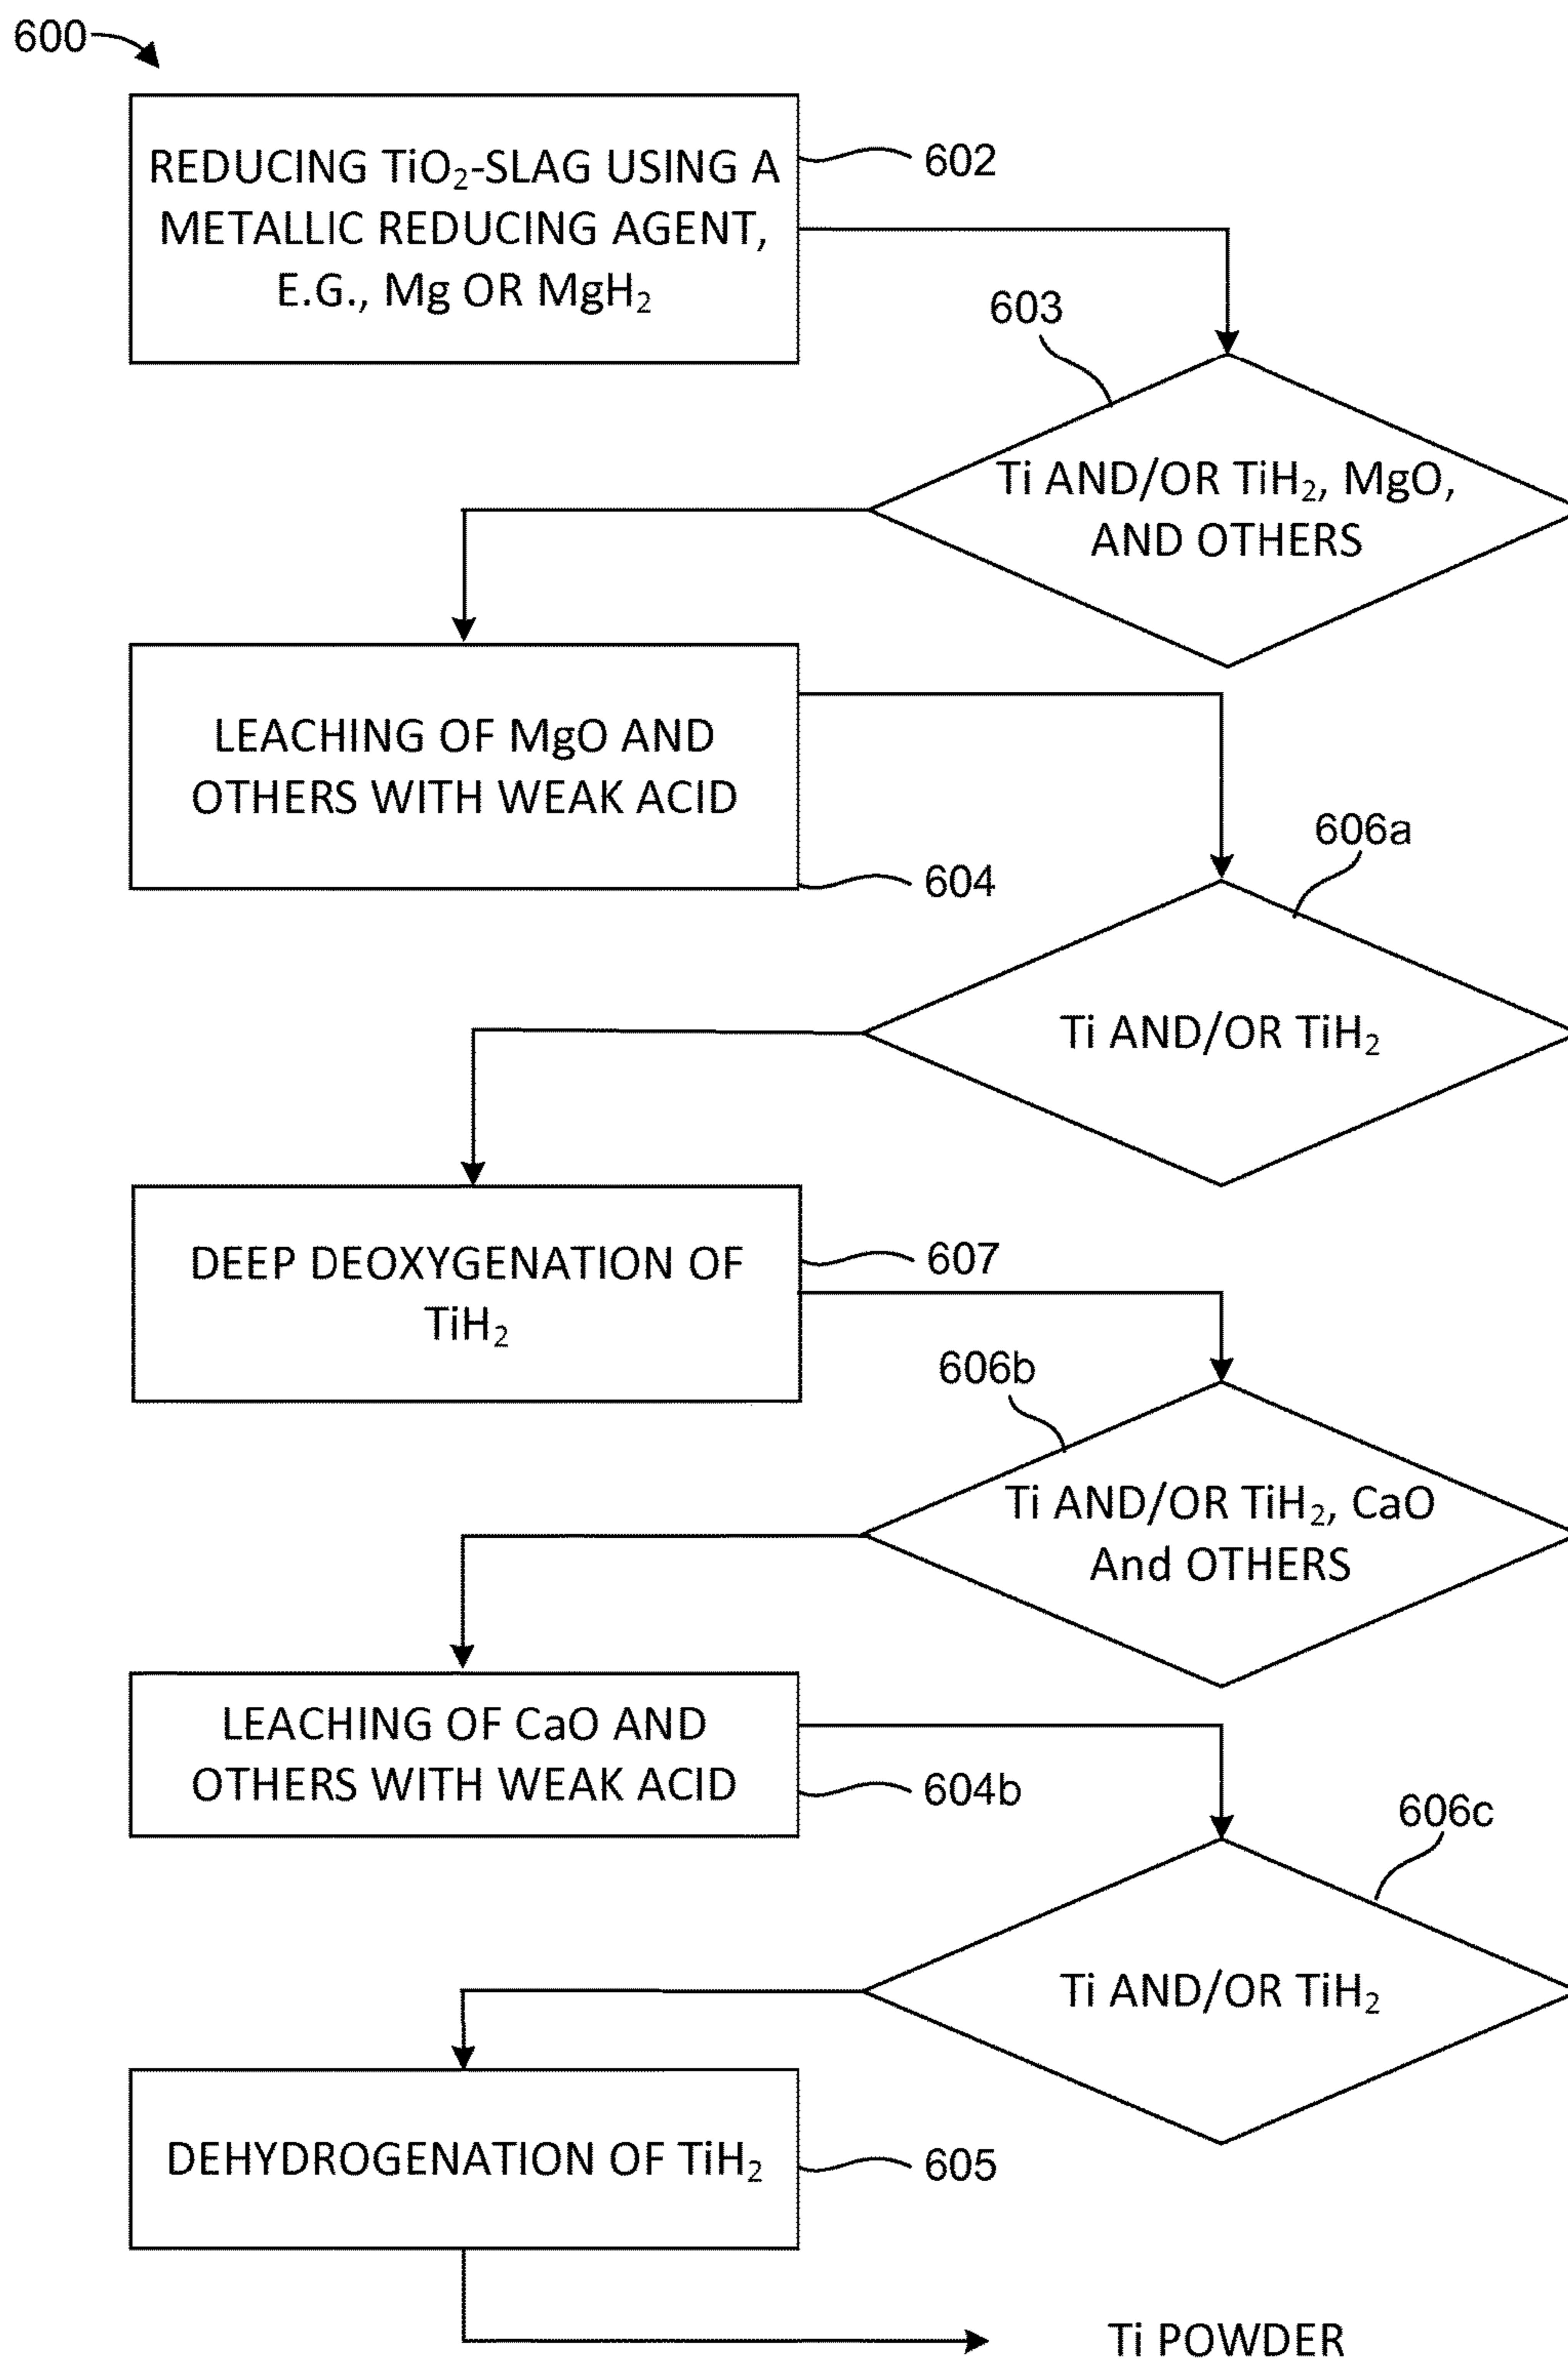 600
REDUCING TiO₂-SLAG USING A
METALLIC REDUCING AGENT,
E.G., Mg OR MgH₂
602
603
Ti AND/OR TiH₂, MgO,
AND OTHERS
LEACHING OF MgO AND
OTHERS WITH WEAK ACID
604
606a
Ti AND/OR TiH₂
DEEP DEOXYGENATION OF
TiH₂
607
606b
Ti AND/OR TiH₂, CaO
And OTHERS
LEACHING OF CaO AND
OTHERS WITH WEAK ACID
604b
606c
Ti AND/OR TiH₂
DEHYDROGENATION OF TiH₂
605
Ti POWDER